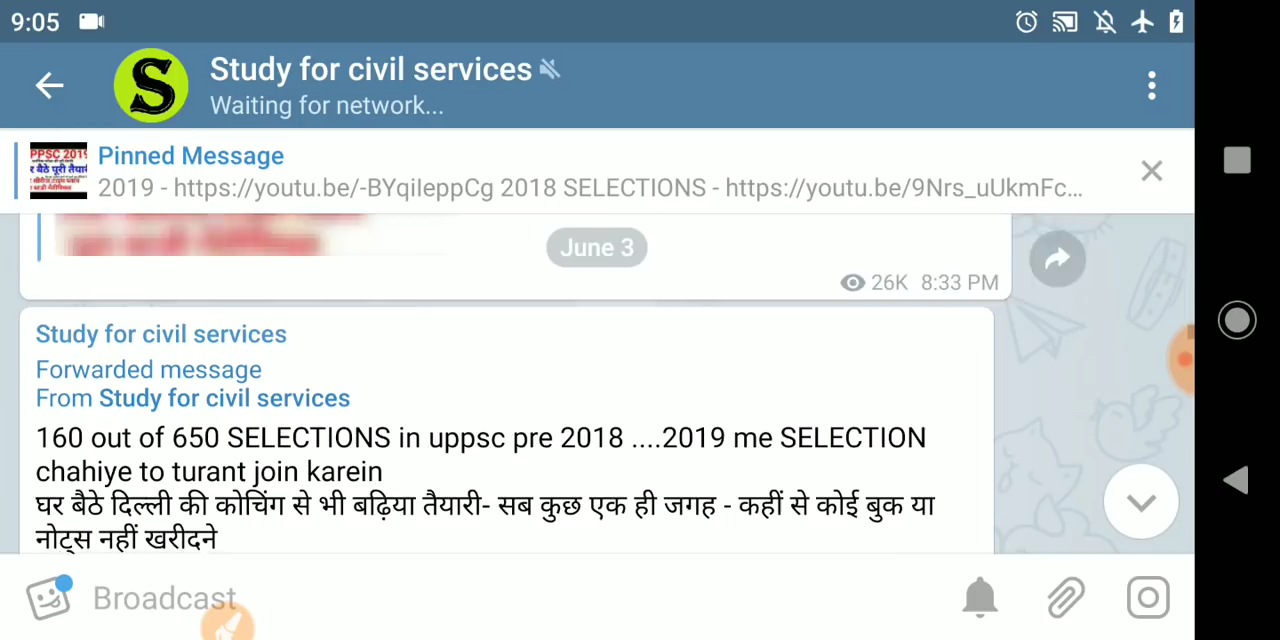 9:05
Study for civil services
Waiting for network...
PPSC 2019
Pinned Message
2019 - https://youtu.be/-BYqileppCg 2018 SELECTIONS - https://youtu.be/9Nrs_uUkmFc...
June 3
26K 8:33 PM
Study for civil services
Forwarded message
From Study for civil services
160 out of 650 SELECTIONS in uppsc pre 2018 ....2019 me SELECTION
chahiye to turant join karein
घर बैठे दिल्ली की कोचिंग से भी बढ़िया तैयारी- सब कुछ एक ही जगह - कहीं से कोई बुक या
नोट्स नहीं खरीदने
Broadcast